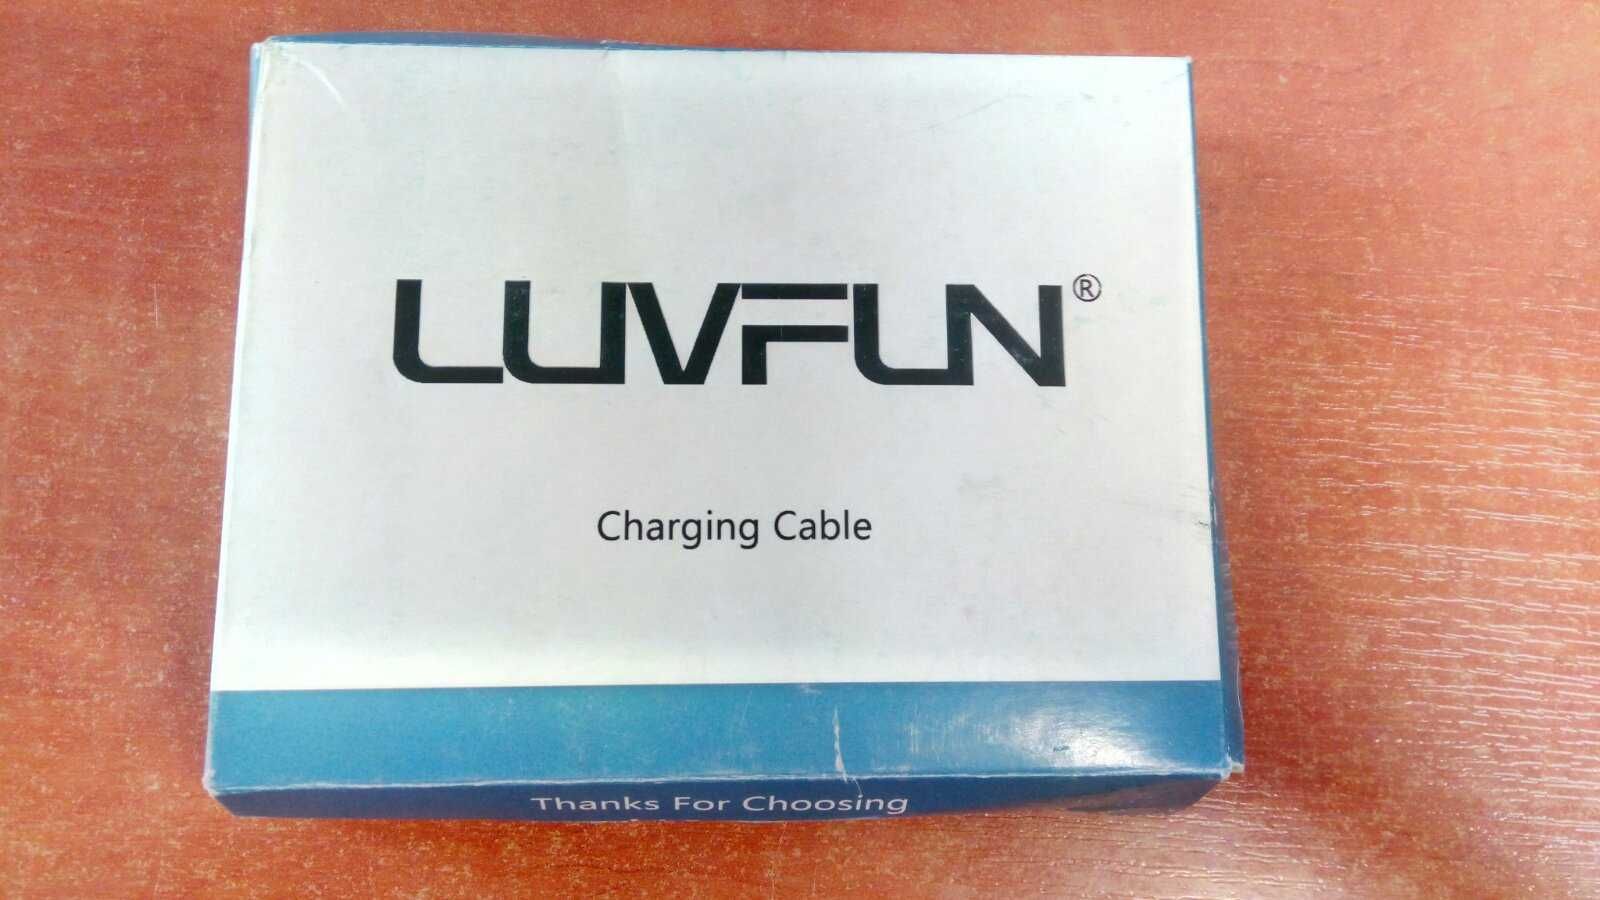 LUVFUN®
Charging Cable
Thanks For Choosing